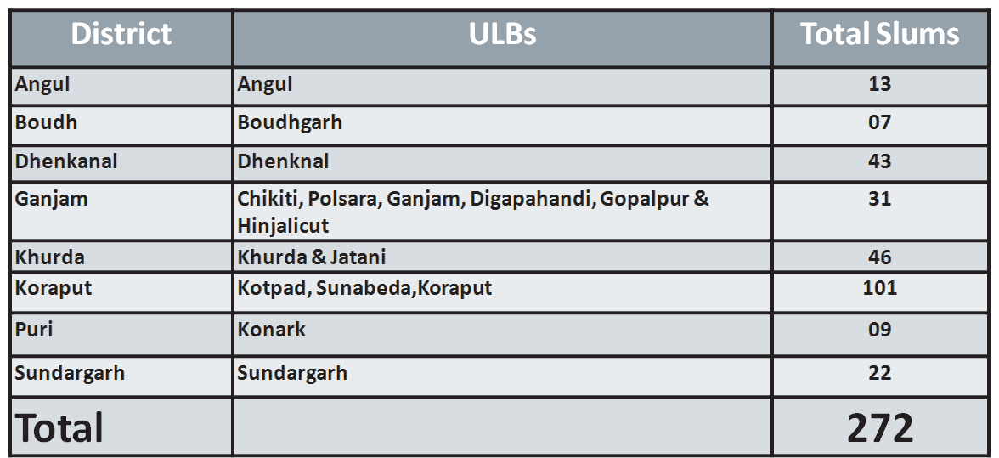 District ULBs Total Slums
Angul Angul 13
Boudh Boudhgarh 07
Dhenkanal Dhenknal 43
Ganjam Chikiti, Polsara, Ganjam, Digapahandi, Gopalpur & 31
Hinjalicut
Khurda Khurda & Jatani 46
Koraput Kotpad, Sunabeda,Koraput 101
Puri Konark 09
Sundargarh Sundargarh 22
Total 272